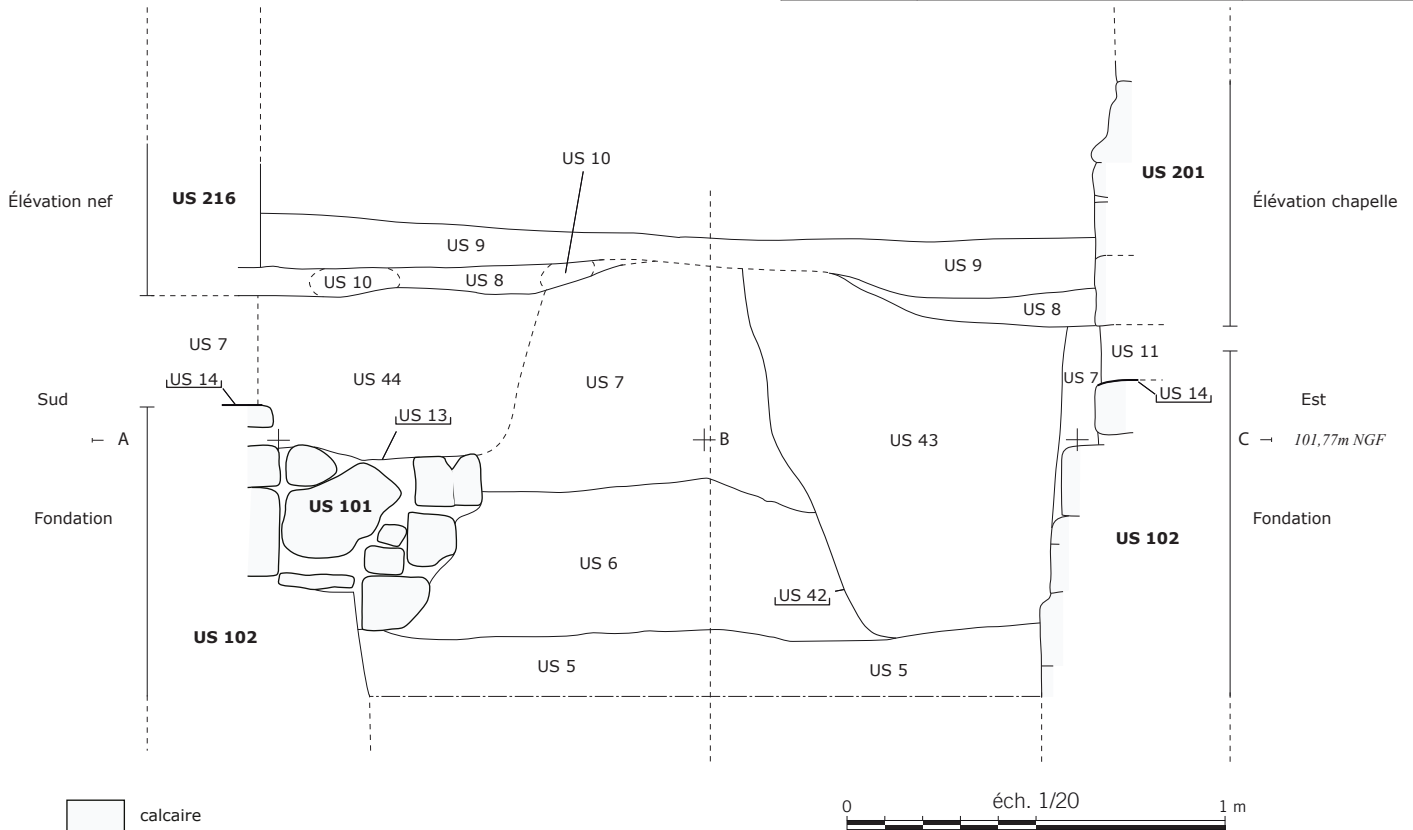 US 10
Élévation nef
US 216
US 201
Élévation chapelle
US 9
US 9
US 10
US 8
US 8
US 7
US 11
US 14
US 44
US 7
US 7
US 14
Sud
US 13
Est
A
B
US 43
C
101,77m NGF
US 101
Fondation
US 102
Fondation
US 6
US 42
US 102
US 5
US 5
calcaire
0
éch. 1/20
1 m